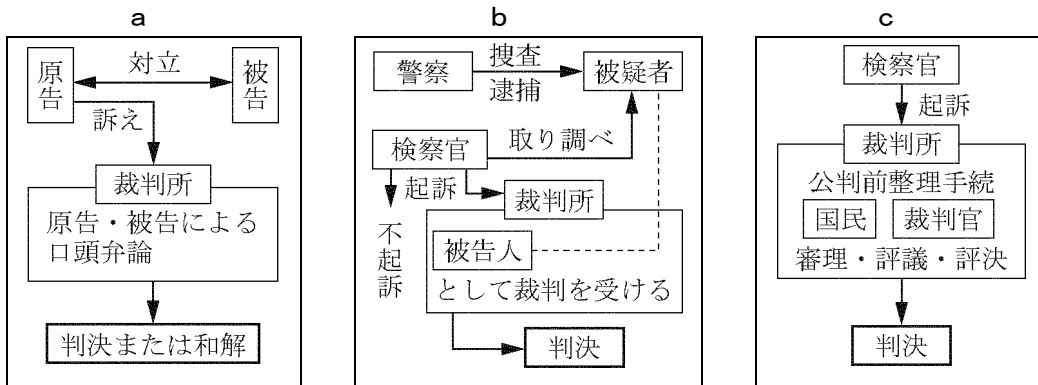 a
原告
対立
被告
訴え
裁判所
原告・被告による
口頭弁論
判決または和解
b
警察
捜査
逮捕
被疑者
検察官
取り調べ
起訴
不起訴
裁判所
被告人
として裁判を受ける
判決
c
検察官
起訴
裁判所
公判前整理手続
国民
裁判官
審理・評議・評決
判決